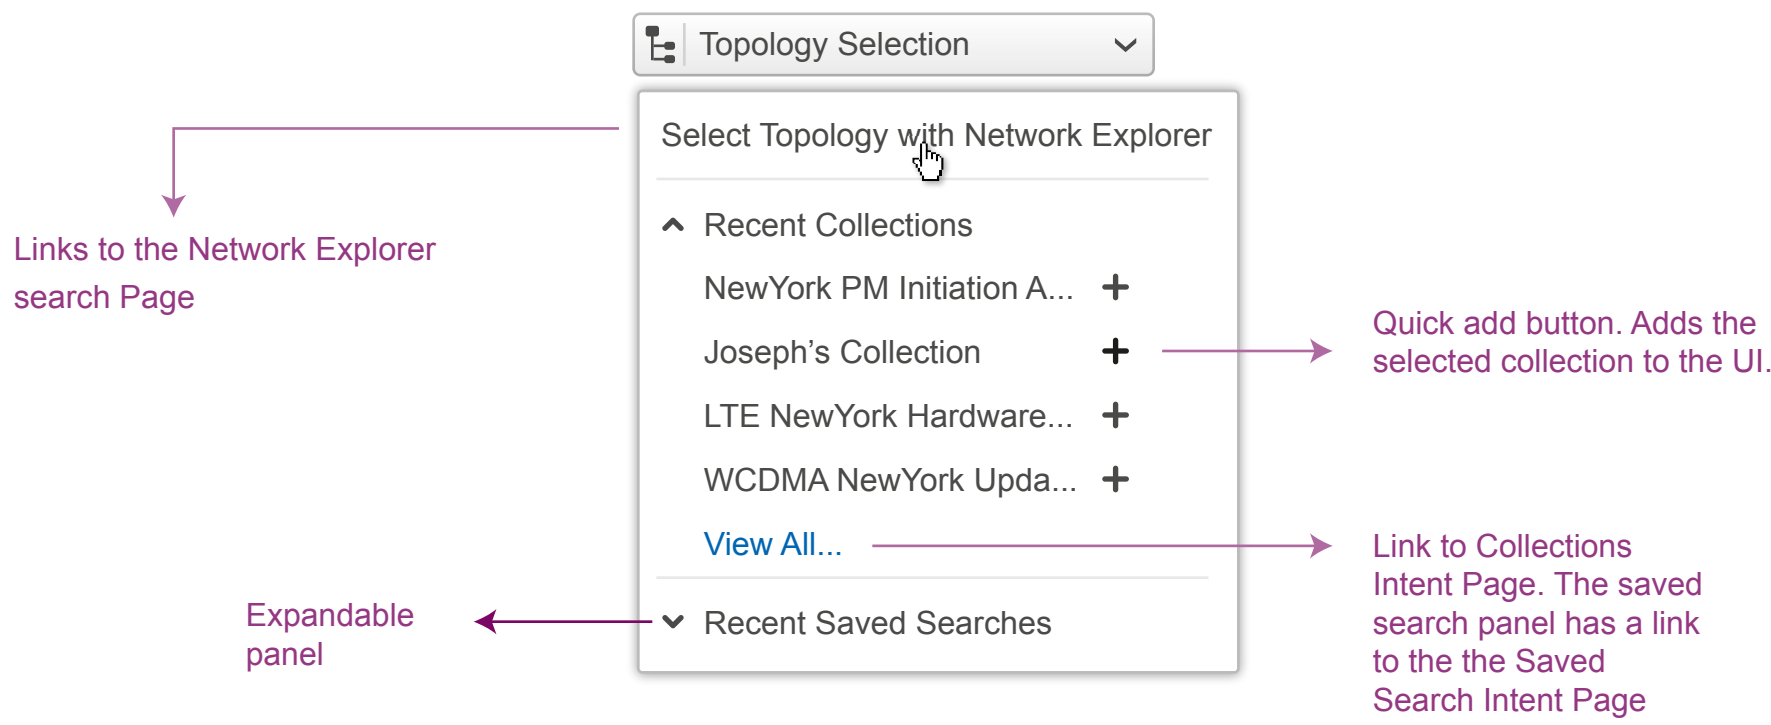 Topology Selection
Select Topology with Network Explorer
Links to the Network Explorer
search Page
Recent Collections
NewYork PM Initiation A...
Joseph’s Collection
LTE NewYork Hardware...
WCDMA NewYork Upda...
View All...
Quick add button. Adds the
selected collection to the UI.
Link to Collections
Intent Page. The saved
search panel has a link
to the the Saved
Search Intent Page
Expandable
panel
Recent Saved Searches